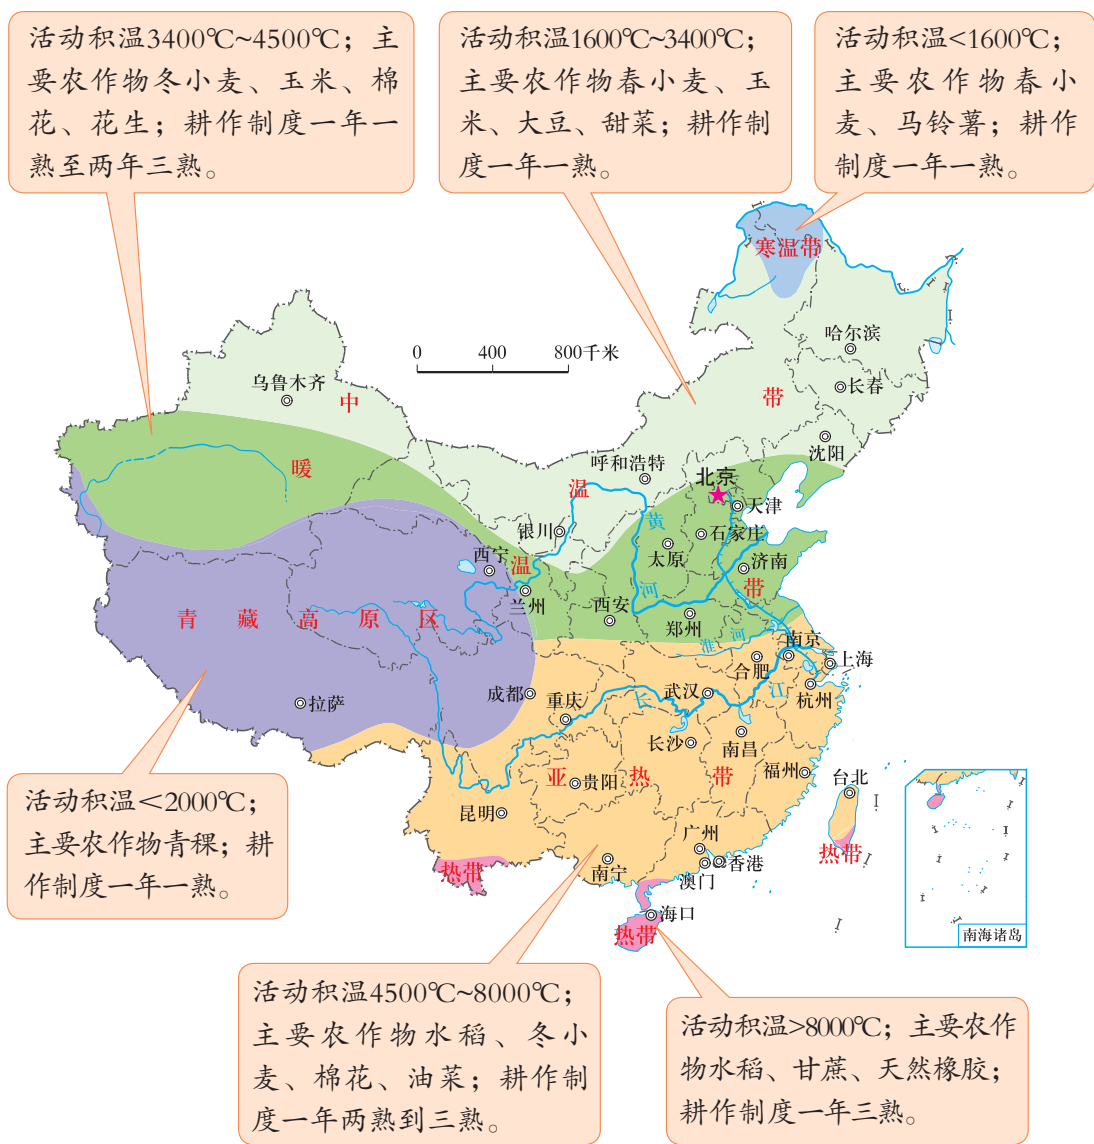 活动积温3400℃~4500℃；主
要农作物冬小麦、玉米、棉
花、花生；耕作制度一年一
熟至两年三熟。
活动积温1600℃~3400℃；
主要农作物春小麦、玉
米、大豆、甜菜；耕作制
度一年一熟。
活动积温<1600℃；
主要农作物春小
麦、马铃薯；耕作
制度一年一熟。
寒温带
哈尔滨
0 400 800千米
乌鲁木齐
长春
中
带
沈阳
呼和浩特
暖
北京
温
天津
黄
银川
石家庄
太原
西宁
温
济南
带
河
兰州
西安
郑州
青藏高原区
淮河
南京
合肥
上海
成都
重庆
武汉
长
江
杭州
拉萨
长沙
南昌
亚热带
贵阳
福州
台北
昆明
广州
热带
热带
南宁
香港
澳门
海口
热带
南海诸岛
活动积温＜2000℃；
主要农作物青稞；耕
作制度一年一熟。
活动积温4500℃~8000℃；
主要农作物水稻、冬小
麦、棉花、油菜；耕作制
度一年两熟到三熟。
活动积温>8000℃；主要农作
物水稻、甘蔗、天然橡胶；
耕作制度一年三熟。